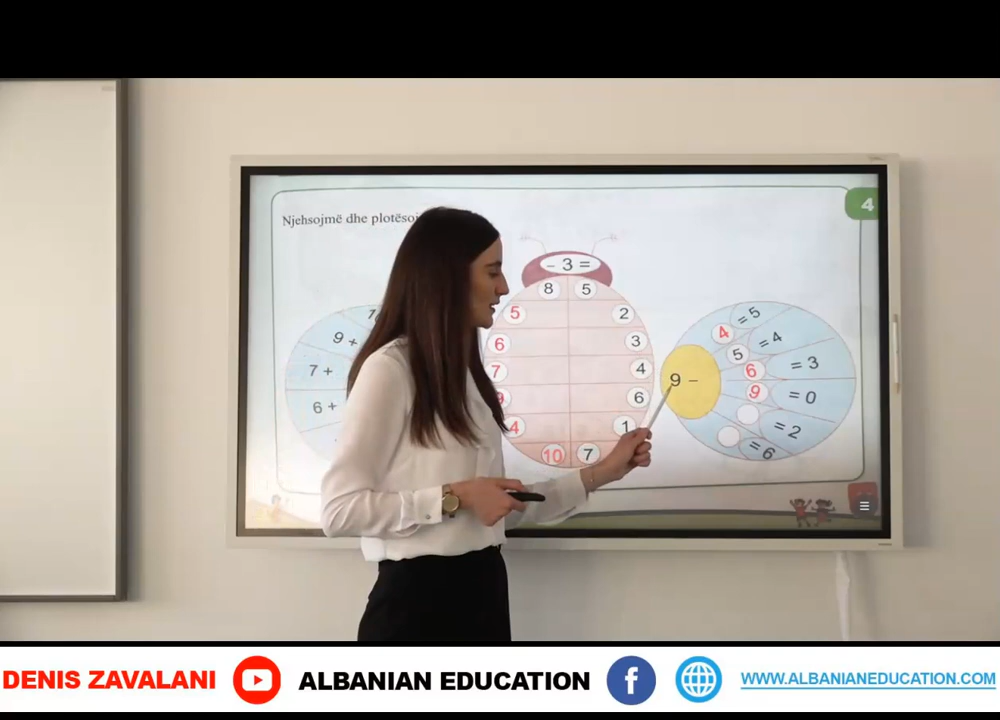 4
Njehsojmë dhe plotësoj
- 3 =
8 5
5 2
6 3
7 4
9 6
4 1
10 7
9 +
7 +
6 +
9 -
4 = 5
5 = 4
6 = 3
9 = 0
= 2
= 6
DENIS ZAVALANI
ALBANIAN EDUCATION
WWW.ALBANIANEDUCATION.COM